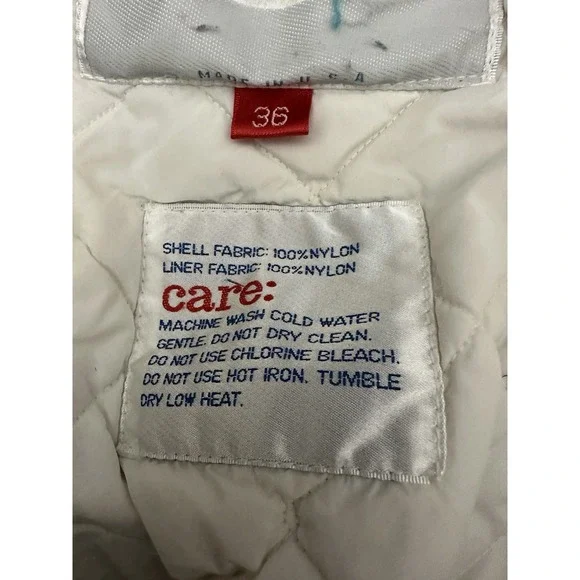 MADE IN U.S.A
36
SHELL FABRIC: 100% NYLON
LINER FABRIC: 100% NYLON
care:
MACHINE WASH COLD WATER
GENTLE. DO NOT DRY CLEAN.
DO NOT USE CHLORINE BLEACH.
DO NOT USE HOT IRON. TUMBLE
DRY LOW HEAT.